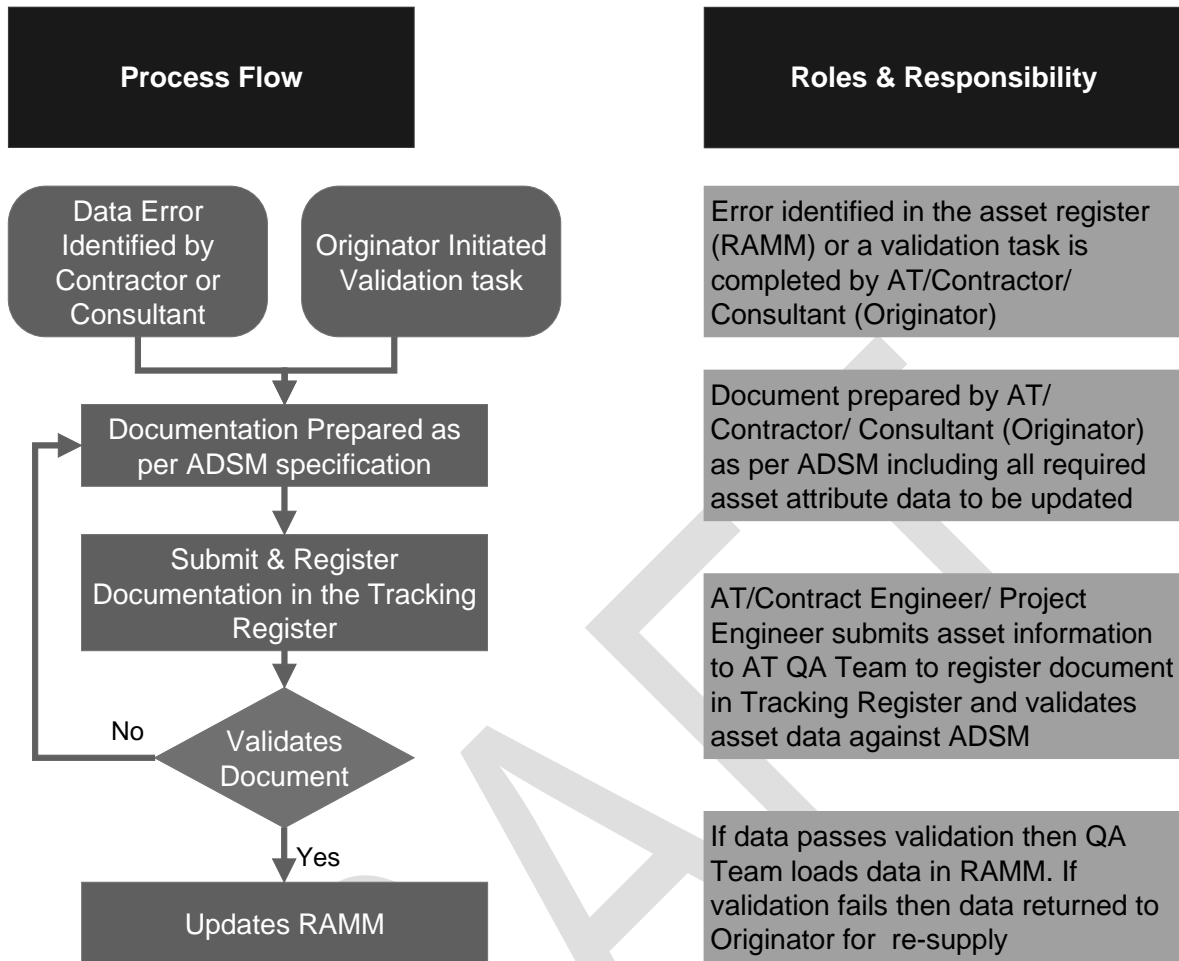 Process Flow
Roles & Responsibility
Data Error
Identified by
Contractor or
Consultant
Originator Initiated
Validation task
Error identified in the asset register
(RAMM) or a validation task is
completed by AT/Contractor/
Consultant (Originator)
Documentation Prepared as
per ADSM specification
Document prepared by AT/
Contractor/ Consultant (Originator)
as per ADSM including all required
asset attribute data to be updated
Submit & Register
Documentation in the Tracking
Register
AT/Contract Engineer/ Project
Engineer submits asset information
to AT QA Team to register document
in Tracking Register and validates
asset data against ADSM
No
Validates
Document
Yes
Updates RAMM
If data passes validation then QA
Team loads data in RAMM. If
validation fails then data returned to
Originator for  re-supply